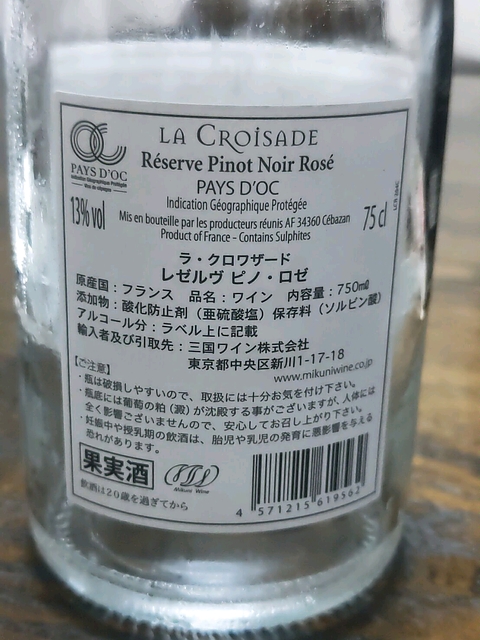 LA CROISADE
Réserve Pinot Noir Rosé
PAYS D'OC
PAYS D'OC
Indication Géographique Protégée
Indication Géographique Protégée
13% vol
Mis en bouteille par les producteurs réunis AF 34360 Cébazan
75 cl
Product of France - Contains Sulphites
ラ・クロワザード
レゼルヴ ピノ・ロゼ
原産国：フランス 品名：ワイン 内容量：750mℓ
添加物：酸化防止剤（亜硫酸塩）保存料（ソルビン酸）
アルコール分：ラベル上に記載
輸入者及び引取先：三国ワイン株式会社
東京都中央区新川1-17-18
www.mikuniwine.co.jp
【ご注意】
・瓶は破損しやすいので、取扱には十分お気を付け下さい。
・瓶底には葡萄の粕（澱）が沈殿する事がございますが、人体には
全く影響ございませんので、安心してお召し上がり下さい。
・妊娠中や授乳期の飲酒は、胎児や乳児の発育に悪影響を与える
恐れがあります。
果実酒
Mikuni Wine
飲酒は20歳を過ぎてから
4 571215 619562